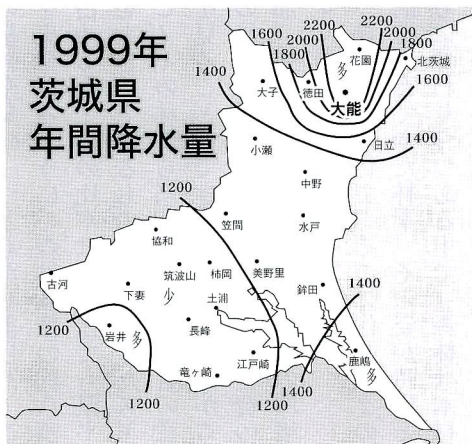 1999年
茨城県
年間降水量
2200
2200
1600
2000
2000
1800
1800
花園
多
北茨城
1400
大子
徳田
1600
大能
小瀬
日立
1400
中野
1200
笠間
水戸
協和
筑波山
柿岡
美野里
古河
下妻
少
土浦
鉾田
1400
1200
岩井
多
長峰
江戸崎
鹿嶋
多
竜ヶ崎
1200
1200
1400